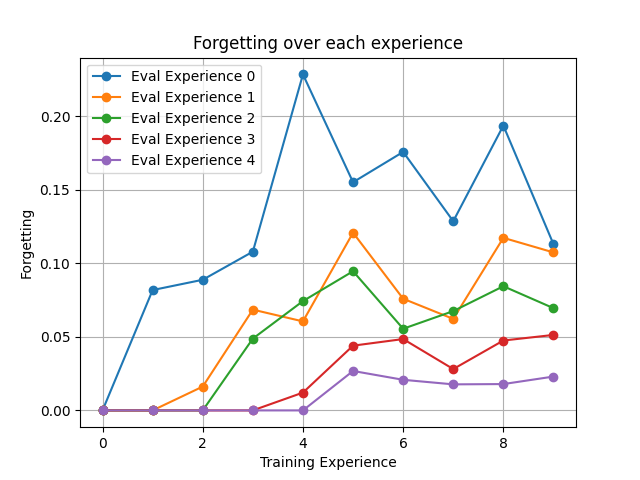 Forgetting over each experience
Eval Experience 0
Eval Experience 1
Eval Experience 2
Eval Experience 3
Eval Experience 4
Forgetting
0.20
0.15
0.10
0.05
0.00
0 2 4 6 8
Training Experience